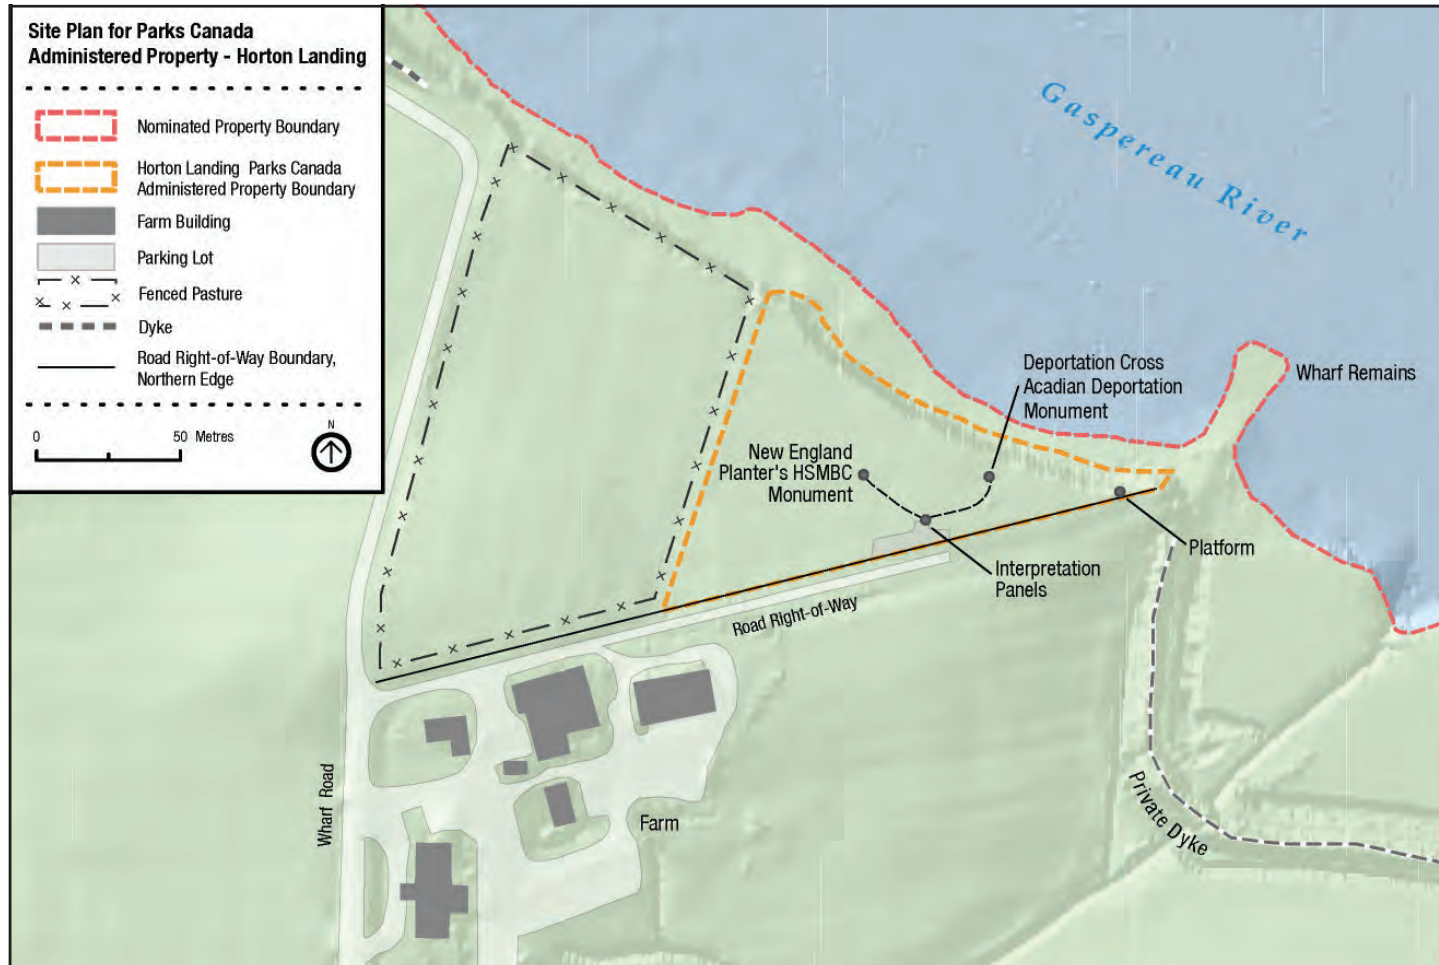 Site Plan for Parks Canada
Administered Property - Horton Landing
Nominated Property Boundary
Horton Landing Parks Canada
Administered Property Boundary
Farm Building
Parking Lot
Fenced Pasture
Dyke
Road Right-of-Way Boundary,
Northern Edge
0 50 Metres
N
Gaspereau River
Deportation Cross
Acadian Deportation
Monument
Wharf Remains
New England
Planter's HSMBC
Monument
Platform
Interpretation
Panels
Road Right-of-Way
Wharf Road
Farm
Private Dyke